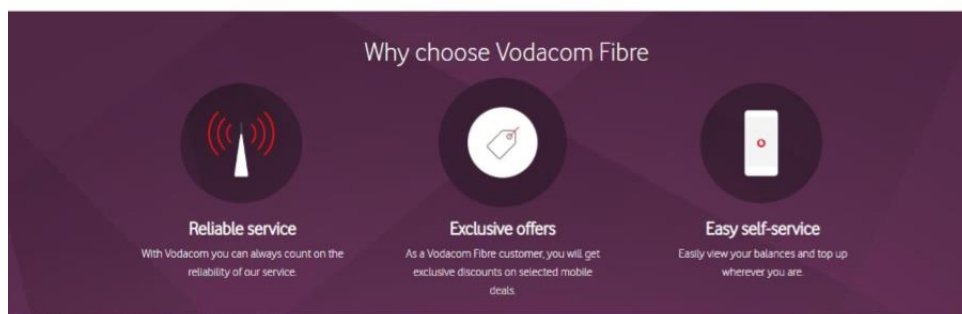 Why choose Vodacom Fibre
Reliable service
With Vodacom you can always count on the
reliability of our service.
Exclusive offers
As a Vodacom Fibre customer, you will get
exclusive discounts on selected mobile
deals.
Easy self-service
Easily view your balances and top up
wherever you are.